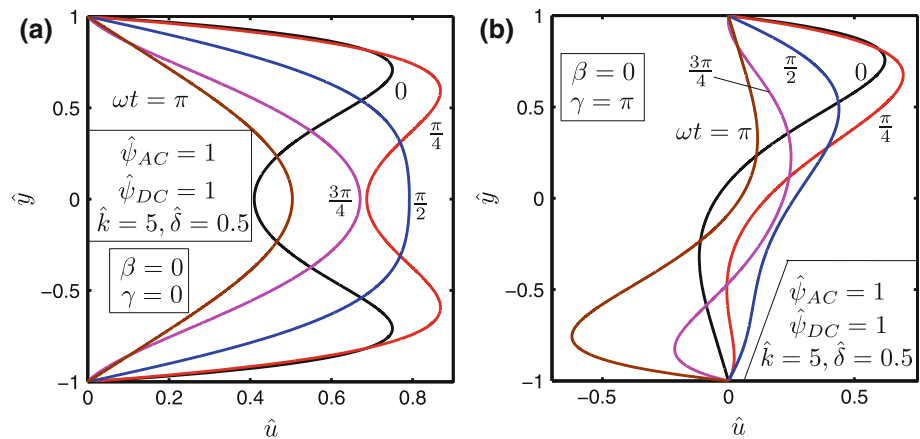 (a)
1
0.5
0
−0.5
−1
ŷ
0 0.2 0.4 0.6 0.8
û
ωt = π
0
π/4
π/2
3π/4
ψ̂_AC = 1
ψ̂_DC = 1
k̂ = 5, δ̂ = 0.5
β = 0
γ = 0
(b)
1
0.5
0
−0.5
−1
ŷ
−0.5 0 0.5
û
β = 0
γ = π
3π/4
π/2
0
ωt = π
π/4
ψ̂_AC = 1
ψ̂_DC = 1
k̂ = 5, δ̂ = 0.5